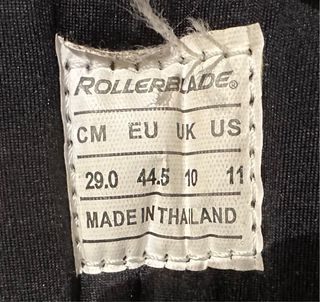 ROLLERBLADE®
CM EU UK US
29.0 44.5 10 11
MADE IN THAILAND